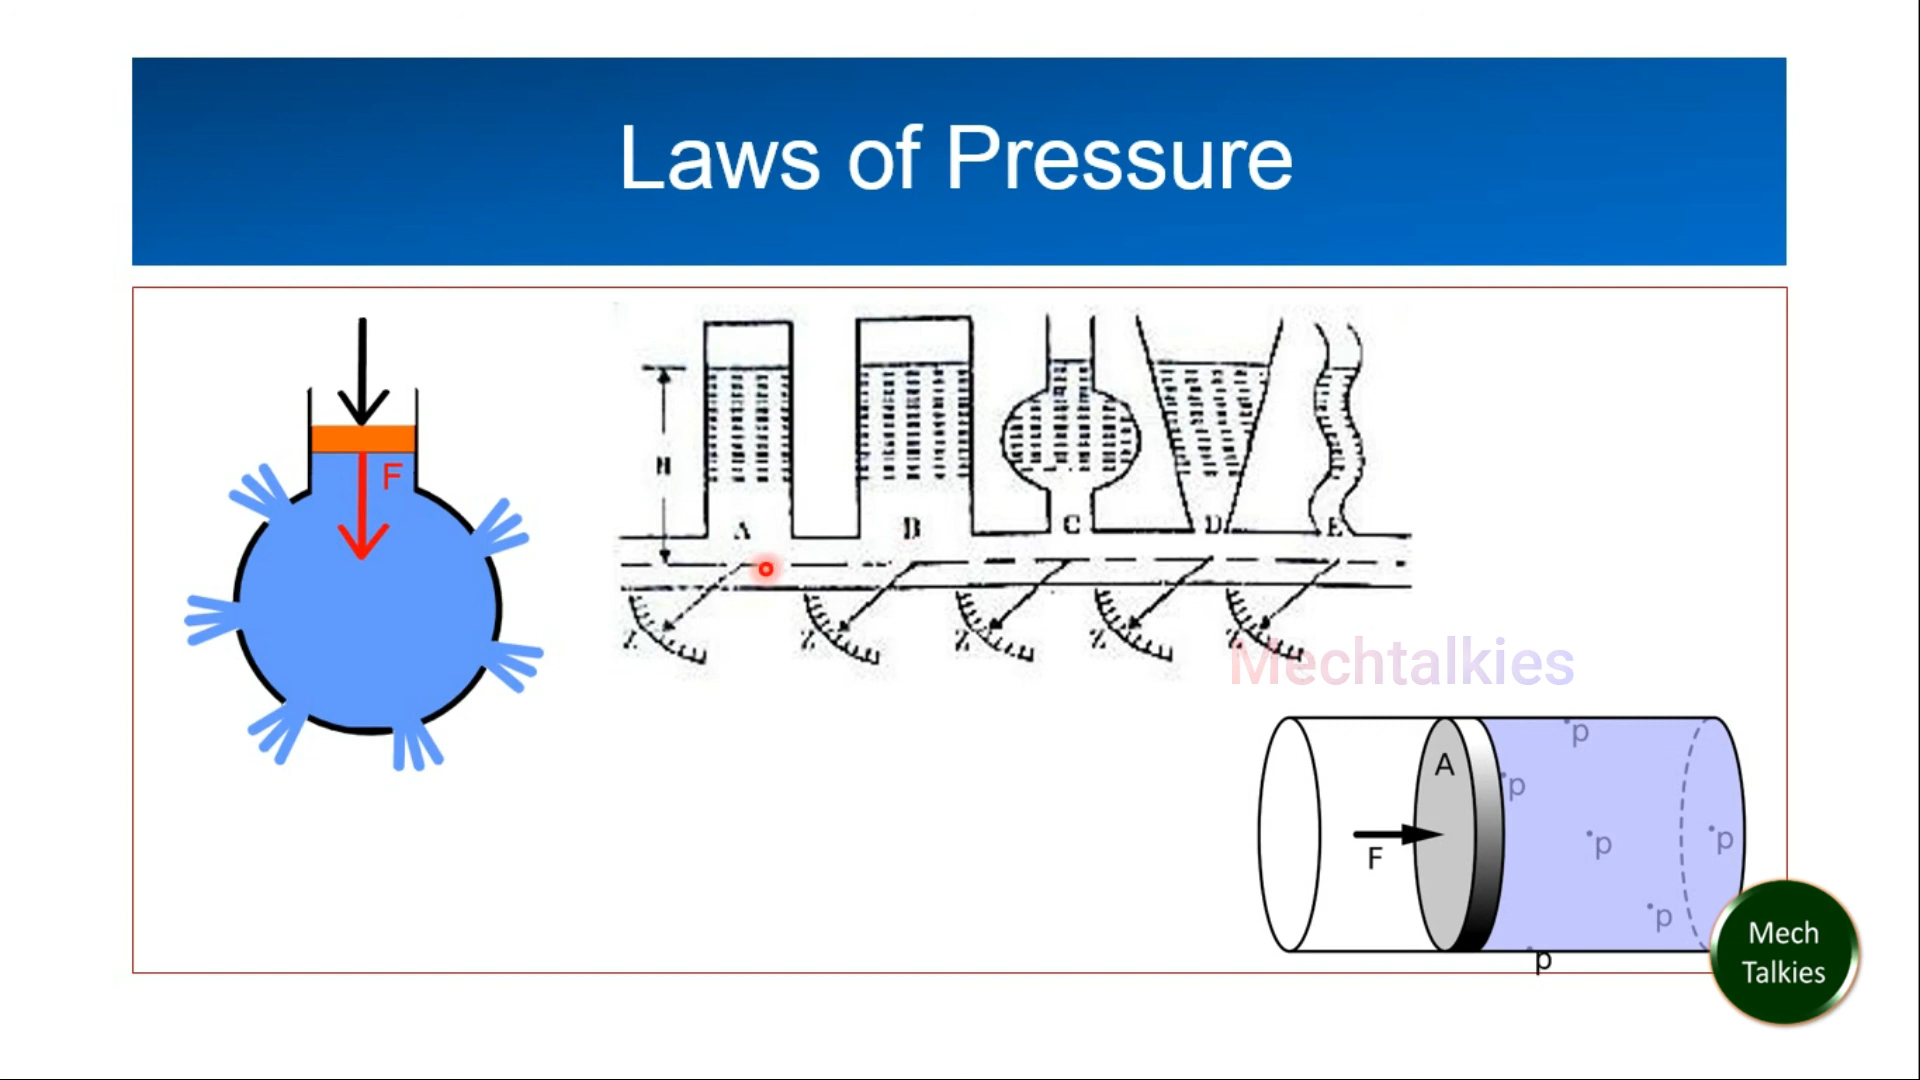 Laws of Pressure
F
H
A B C D E
Mechtalkies
A
F
p
p
p
p
p
p
Mech
Talkies